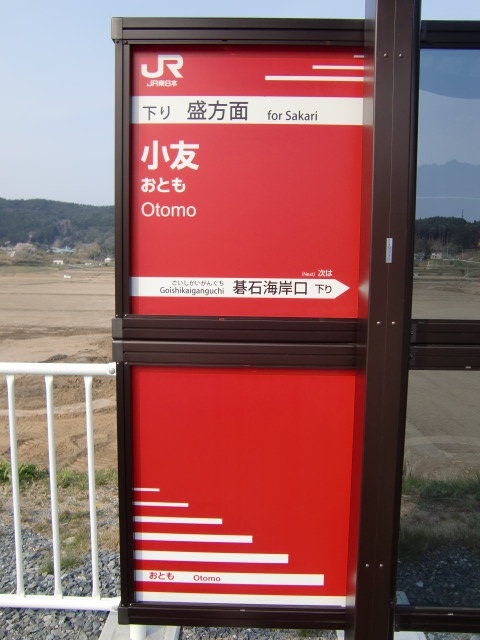 JR
JR東日本
下り 盛方面 for Sakari
小友
おとも
Otomo
(Next) 次は
ごいしかいがんぐち
Goishikaiganguchi 碁石海岸口 下り
おとも Otomo